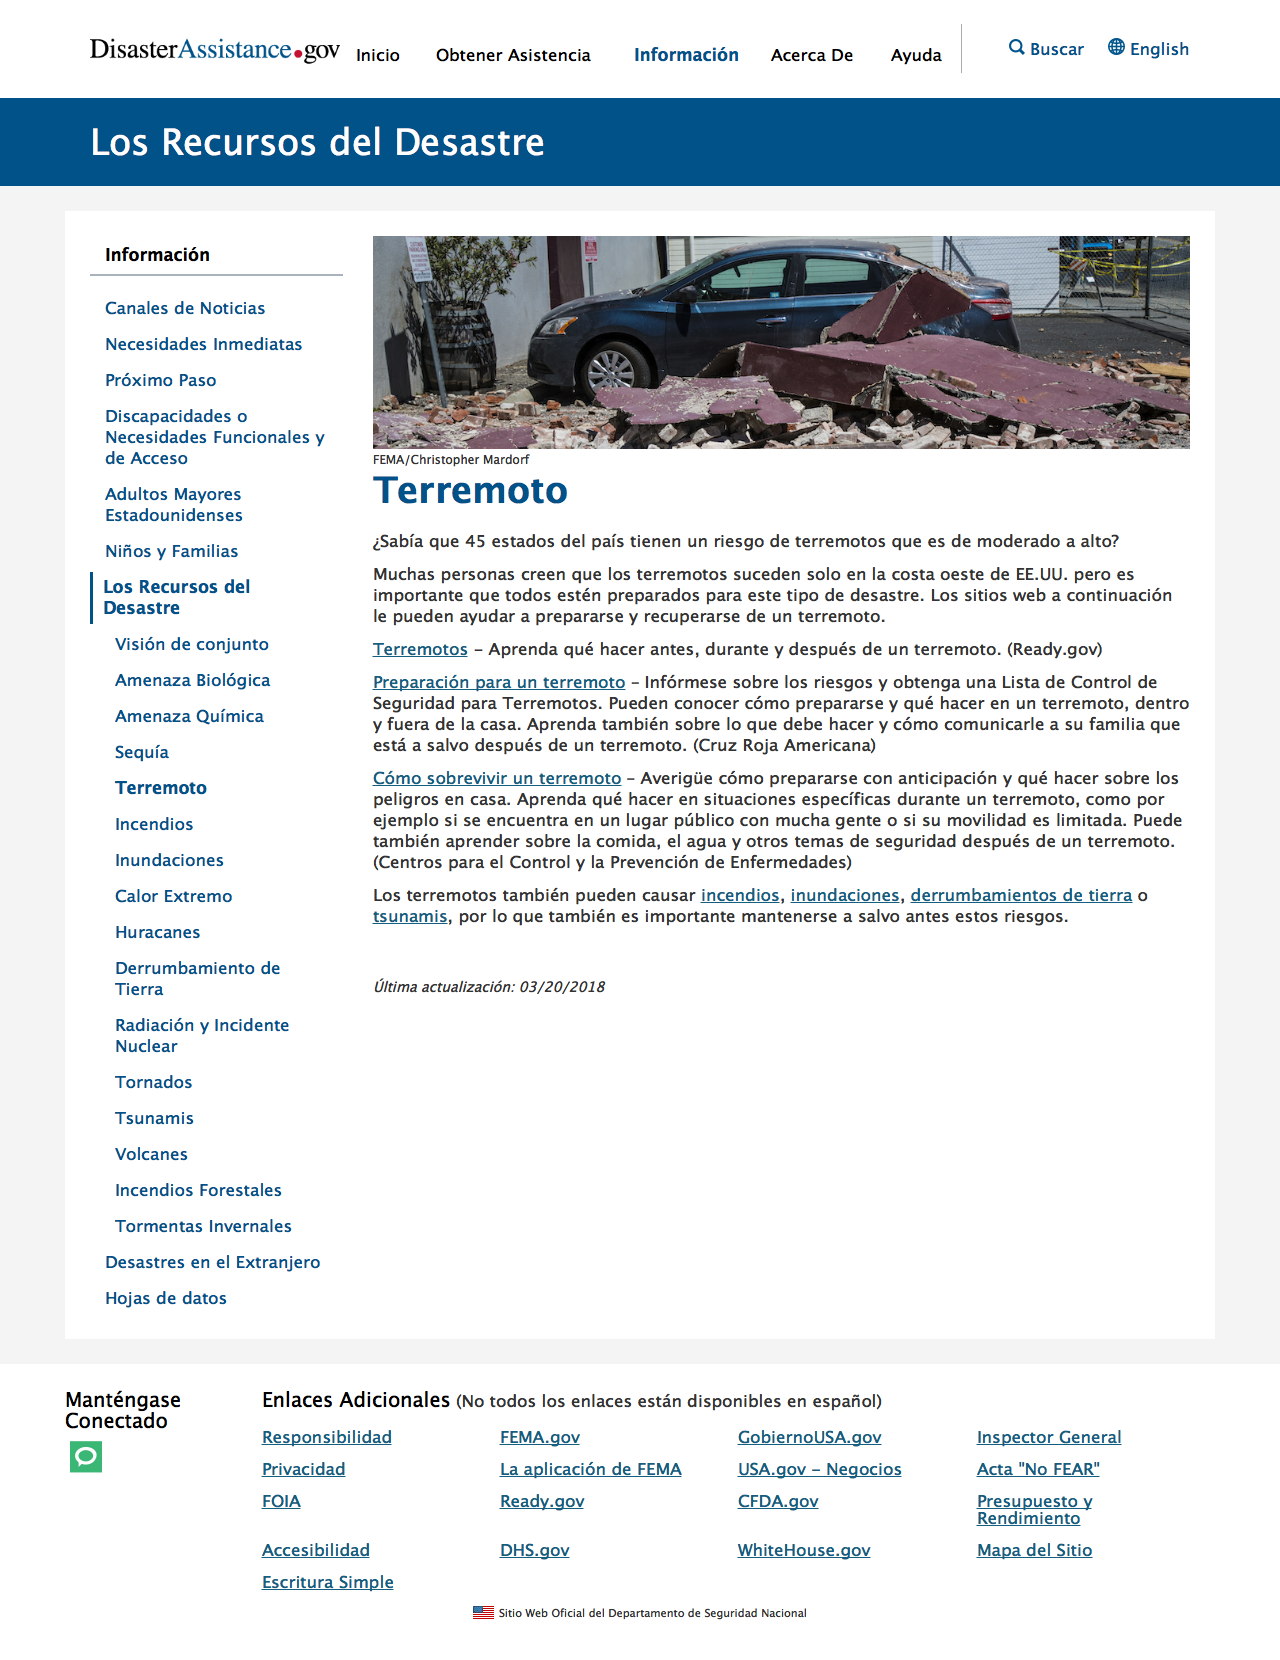 DisasterAssistance.gov
Inicio
Obtener Asistencia
Información
Acerca De
Ayuda
Buscar
English
Los Recursos del Desastre
Información
Canales de Noticias
Necesidades Inmediatas
Próximo Paso
Discapacidades o
Necesidades Funcionales y
de Acceso
Adultos Mayores
Estadounidenses
Niños y Familias
Los Recursos del
Desastre
Visión de conjunto
Amenaza Biológica
Amenaza Química
Sequía
Terremoto
Incendios
Inundaciones
Calor Extremo
Huracanes
Derrumbamiento de
Tierra
Radiación y Incidente
Nuclear
Tornados
Tsunamis
Volcanes
Incendios Forestales
Tormentas Invernales
Desastres en el Extranjero
Hojas de datos
FEMA/Christopher Mardorf
Terremoto
¿Sabía que 45 estados del país tienen un riesgo de terremotos que es de moderado a alto?
Muchas personas creen que los terremotos suceden solo en la costa oeste de EE.UU. pero es
importante que todos estén preparados para este tipo de desastre. Los sitios web a continuación
le pueden ayudar a prepararse y recuperarse de un terremoto.
Terremotos – Aprenda qué hacer antes, durante y después de un terremoto. (Ready.gov)
Preparación para un terremoto – Infórmese sobre los riesgos y obtenga una Lista de Control de
Seguridad para Terremotos. Pueden conocer cómo prepararse y qué hacer en un terremoto, dentro
y fuera de la casa. Aprenda también sobre lo que debe hacer y cómo comunicarle a su familia que
está a salvo después de un terremoto. (Cruz Roja Americana)
Cómo sobrevivir un terremoto – Averigüe cómo prepararse con anticipación y qué hacer sobre los
peligros en casa. Aprenda qué hacer en situaciones específicas durante un terremoto, como por
ejemplo si se encuentra en un lugar público con mucha gente o si su movilidad es limitada. Puede
también aprender sobre la comida, el agua y otros temas de seguridad después de un terremoto.
(Centros para el Control y la Prevención de Enfermedades)
Los terremotos también pueden causar incendios, inundaciones, derrumbamientos de tierra o
tsunamis, por lo que también es importante mantenerse a salvo antes estos riesgos.
Última actualización: 03/20/2018
Manténgase
Conectado
Enlaces Adicionales (No todos los enlaces están disponibles en español)
Responsibilidad
FEMA.gov
GobiernoUSA.gov
Inspector General
Privacidad
La aplicación de FEMA
USA.gov – Negocios
Acta "No FEAR"
FOIA
Ready.gov
CFDA.gov
Presupuesto y
Rendimiento
Accesibilidad
DHS.gov
WhiteHouse.gov
Mapa del Sitio
Escritura Simple
Sitio Web Oficial del Departamento de Seguridad Nacional